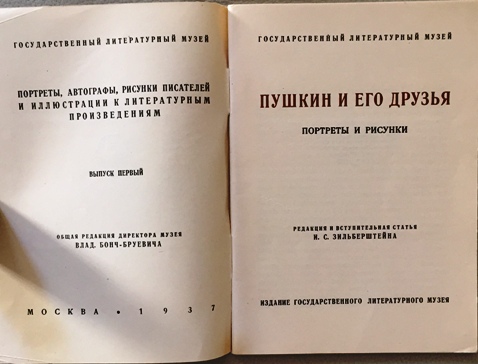 ГОСУДАРСТВЕННЫЙ ЛИТЕРАТУРНЫЙ МУЗЕЙ
ПОРТРЕТЫ, АВТОГРАФЫ, РИСУНКИ ПИСАТЕЛЕЙ
И ИЛЛЮСТРАЦИИ К ЛИТЕРАТУРНЫМ
ПРОИЗВЕДЕНИЯМ
ВЫПУСК ПЕРВЫЙ
ОБЩАЯ РЕДАКЦИЯ ДИРЕКТОРА МУЗЕЯ
ВЛАД. БОНЧ-БРУЕВИЧА
МОСКВА • 1937
ГОСУДАРСТВЕННЫЙ ЛИТЕРАТУРНЫЙ МУЗЕЙ
ПУШКИН И ЕГО ДРУЗЬЯ
ПОРТРЕТЫ И РИСУНКИ
РЕДАКЦИЯ И ВСТУПИТЕЛЬНАЯ СТАТЬЯ
И. С. ЗИЛЬБЕРШТЕЙНА
ИЗДАНИЕ ГОСУДАРСТВЕННОГО ЛИТЕРАТУРНОГО МУЗЕЯ